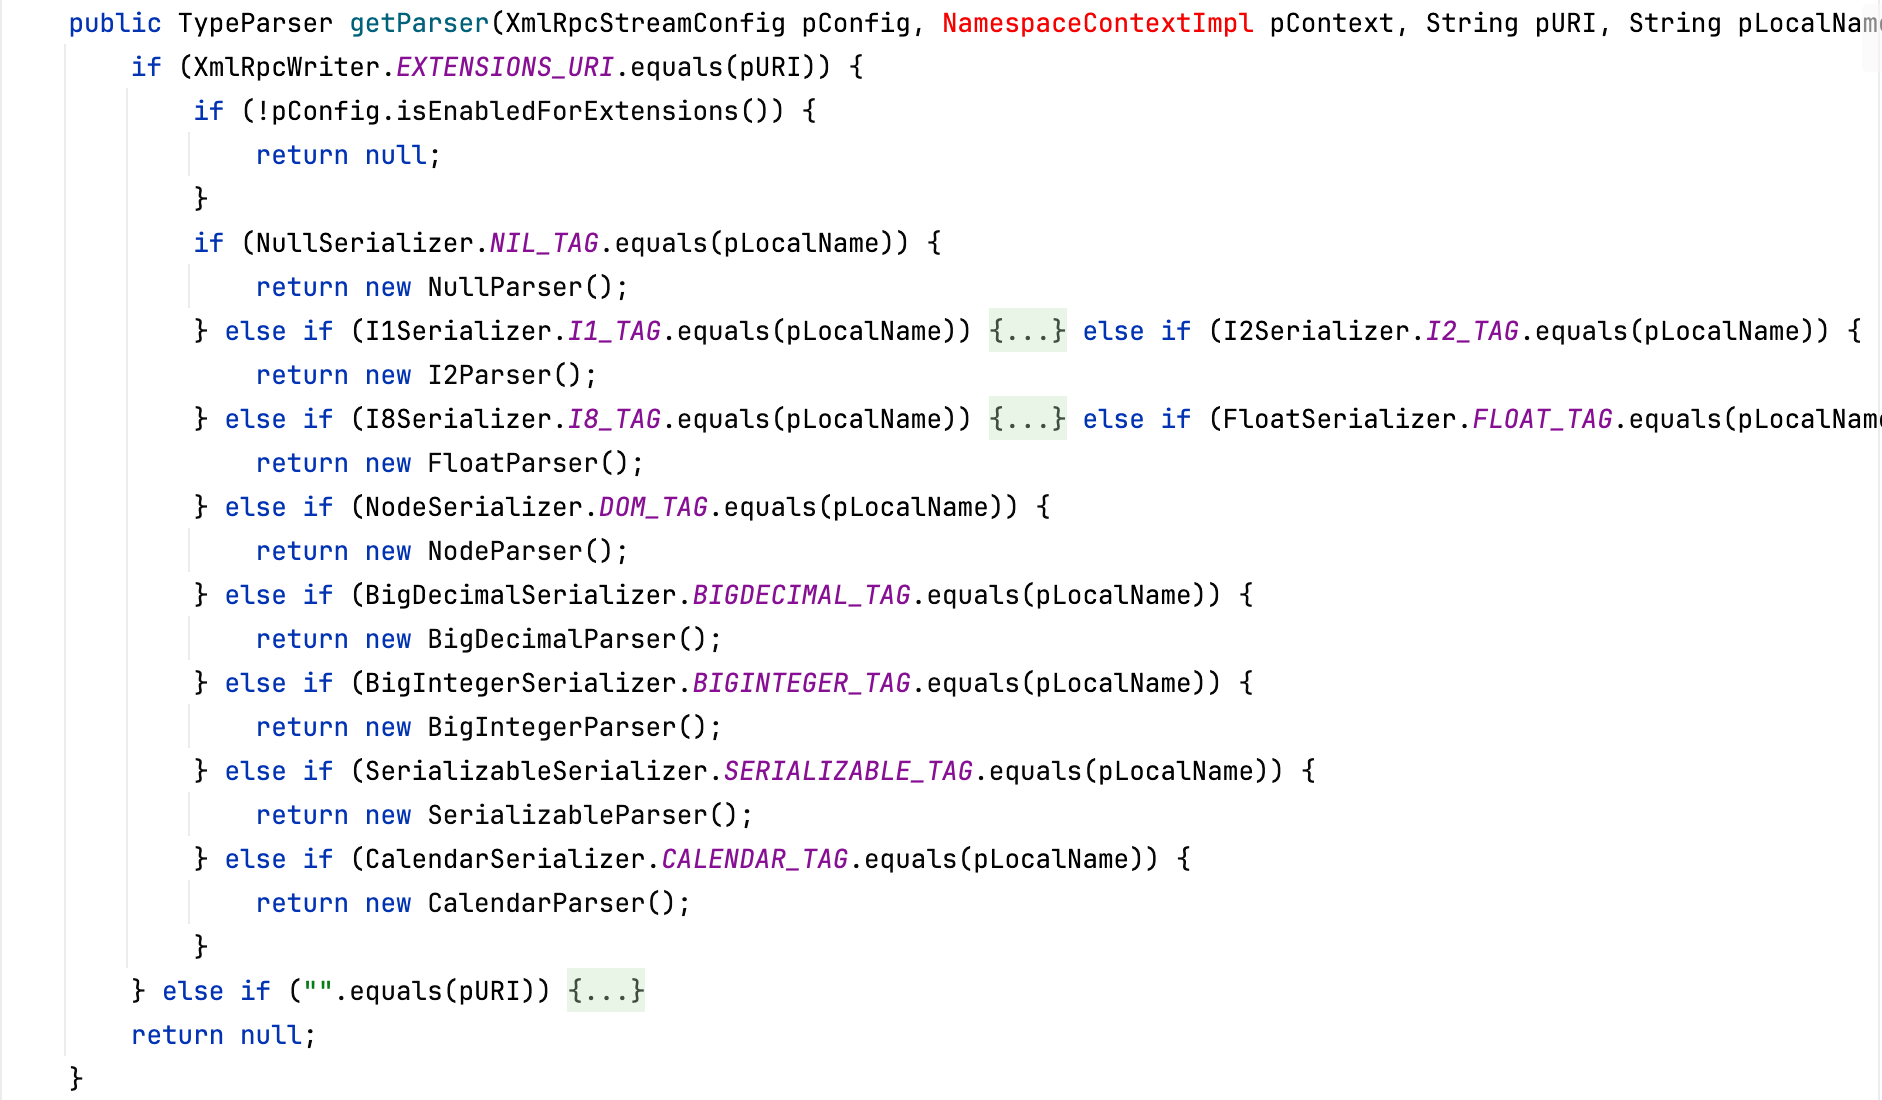 public TypeParser getParser(XmlRpcStreamConfig pConfig, NamespaceContextImpl pContext, String pURI, String pLocalName
if (XmlRpcWriter.EXTENSIONS_URI.equals(pURI)) {
if (!pConfig.isEnabledForExtensions()) {
return null;
}
if (NullSerializer.NIL_TAG.equals(pLocalName)) {
return new NullParser();
} else if (I1Serializer.I1_TAG.equals(pLocalName)) {...} else if (I2Serializer.I2_TAG.equals(pLocalName)) {
return new I2Parser();
} else if (I8Serializer.I8_TAG.equals(pLocalName)) {...} else if (FloatSerializer.FLOAT_TAG.equals(pLocalName
return new FloatParser();
} else if (NodeSerializer.DOM_TAG.equals(pLocalName)) {
return new NodeParser();
} else if (BigDecimalSerializer.BIGDECIMAL_TAG.equals(pLocalName)) {
return new BigDecimalParser();
} else if (BigIntegerSerializer.BIGINTEGER_TAG.equals(pLocalName)) {
return new BigIntegerParser();
} else if (SerializableSerializer.SERIALIZABLE_TAG.equals(pLocalName)) {
return new SerializableParser();
} else if (CalendarSerializer.CALENDAR_TAG.equals(pLocalName)) {
return new CalendarParser();
}
} else if ("".equals(pURI)) {...}
return null;
}